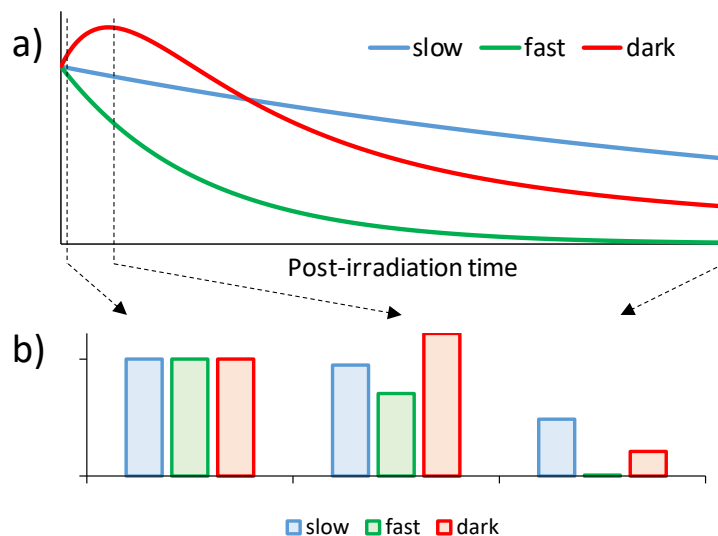 a)
slow fast dark
Post-irradiation time
b)
slow fast dark